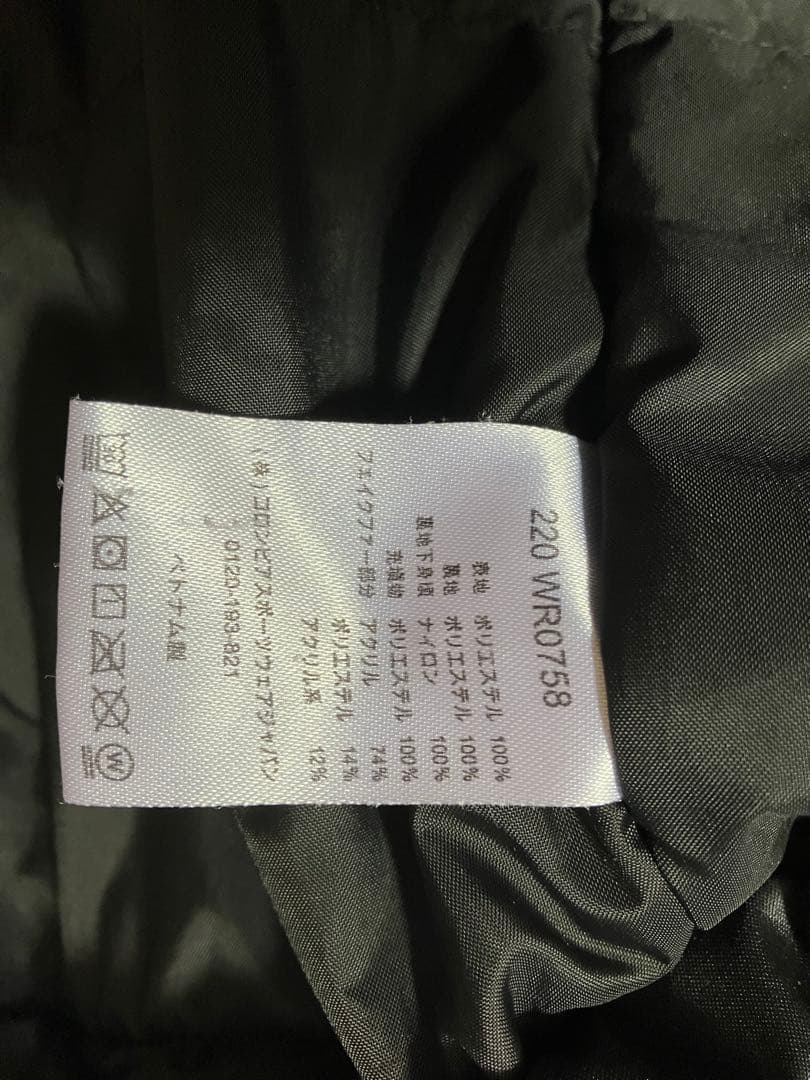 220 WR0758
表地 ポリエステル 100%
裏地 ポリエステル 100%
裏地下身頃 ナイロン 100%
充填物 ポリエステル 100%
フェイクファー部分 アクリル 74%
ポリエステル 14%
アクリル系 12%
(株)コロンビアスポーツウェアジャパン
0120-193-821
ベトナム製
W